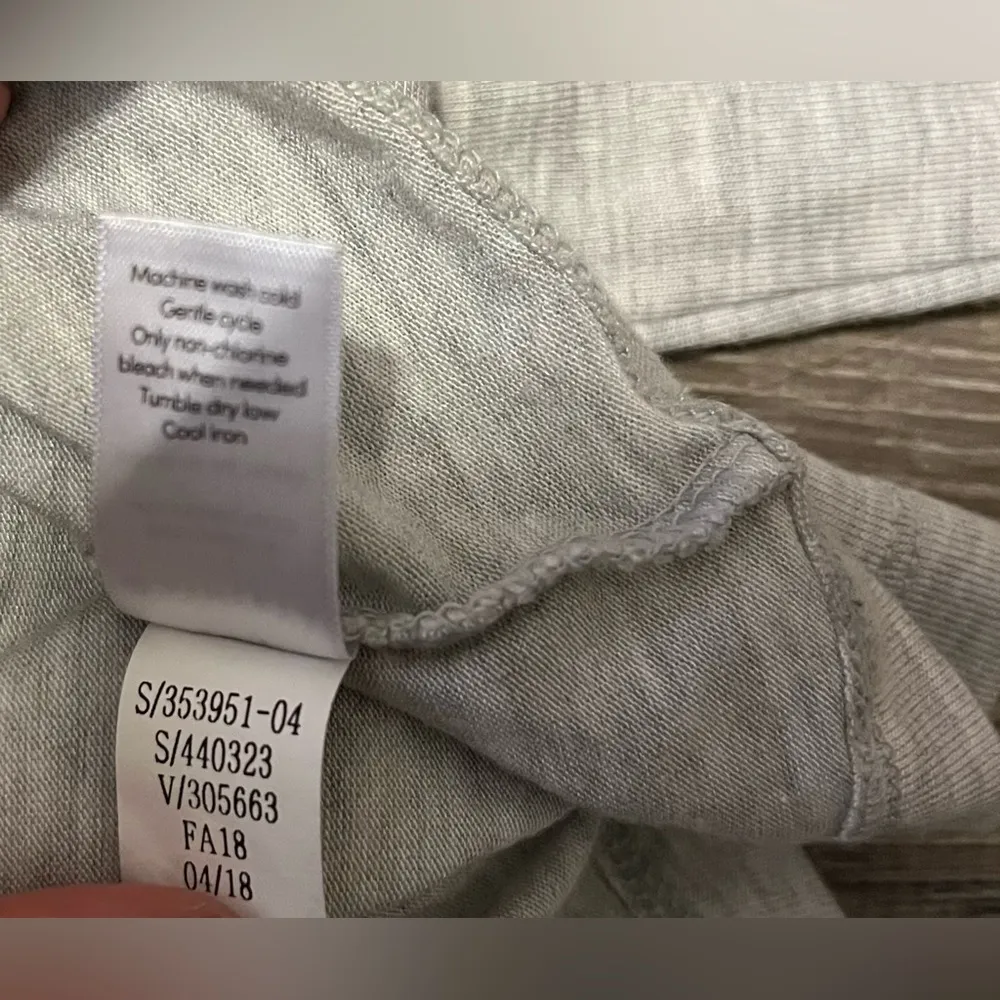 Machine wash cold
Gentle cycle
Only non-chlorine
bleach when needed
Tumble dry low
Cool iron
S/353951-04
S/440323
V/305663
FA18
04/18